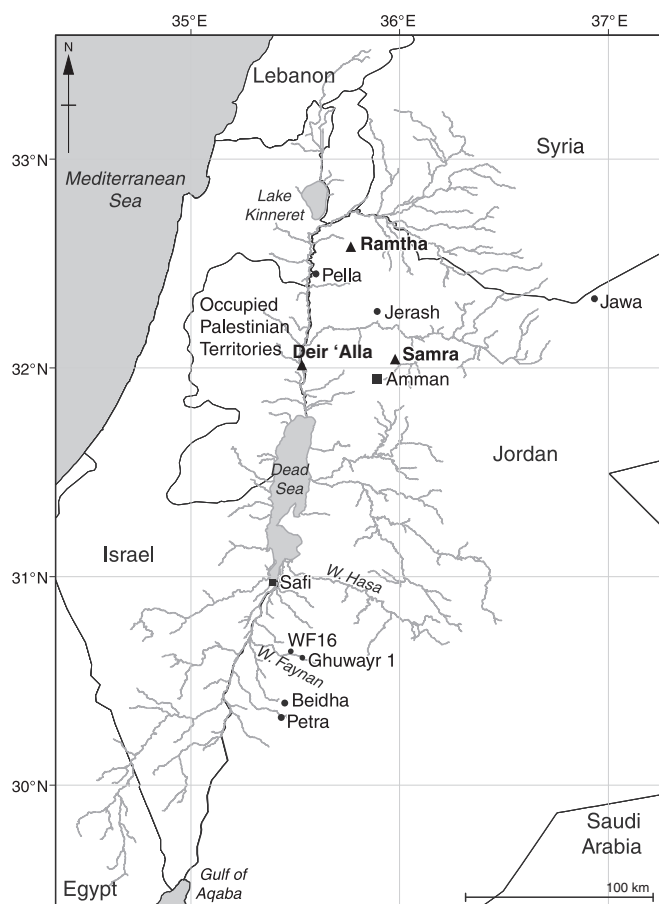 35°E
36°E
37°E
N
Lebanon
Syria
33°N
Mediterranean
Sea
Lake
Kinneret
Ramtha
Pella
Jawa
Occupied
Palestinian
Territories
Jerash
Deir ‘Alla
Samra
32°N
Amman
Jordan
Dead
Sea
Israel
31°N
Safi
W. Hasa
WF16
Ghuwayr 1
W. Faynan
Beidha
Petra
30°N
Saudi
Arabia
Gulf of
Aqaba
Egypt
100 km